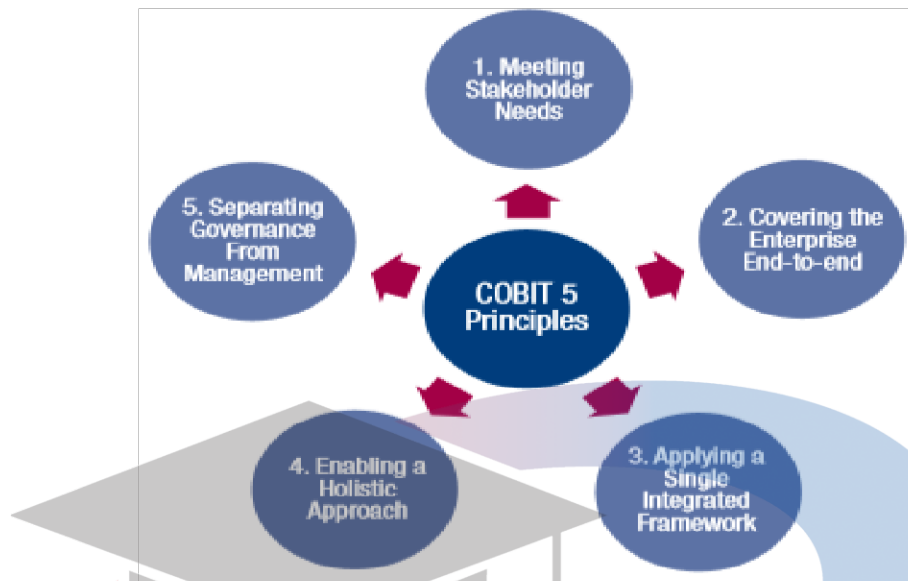 1. Meeting
Stakeholder
Needs
5. Separating
Governance
From
Management
2. Covering the
Enterprise
End-to-end
COBIT 5
Principles
4. Enabling a
Holistic
Approach
3. Applying a
Single
Integrated
Framework